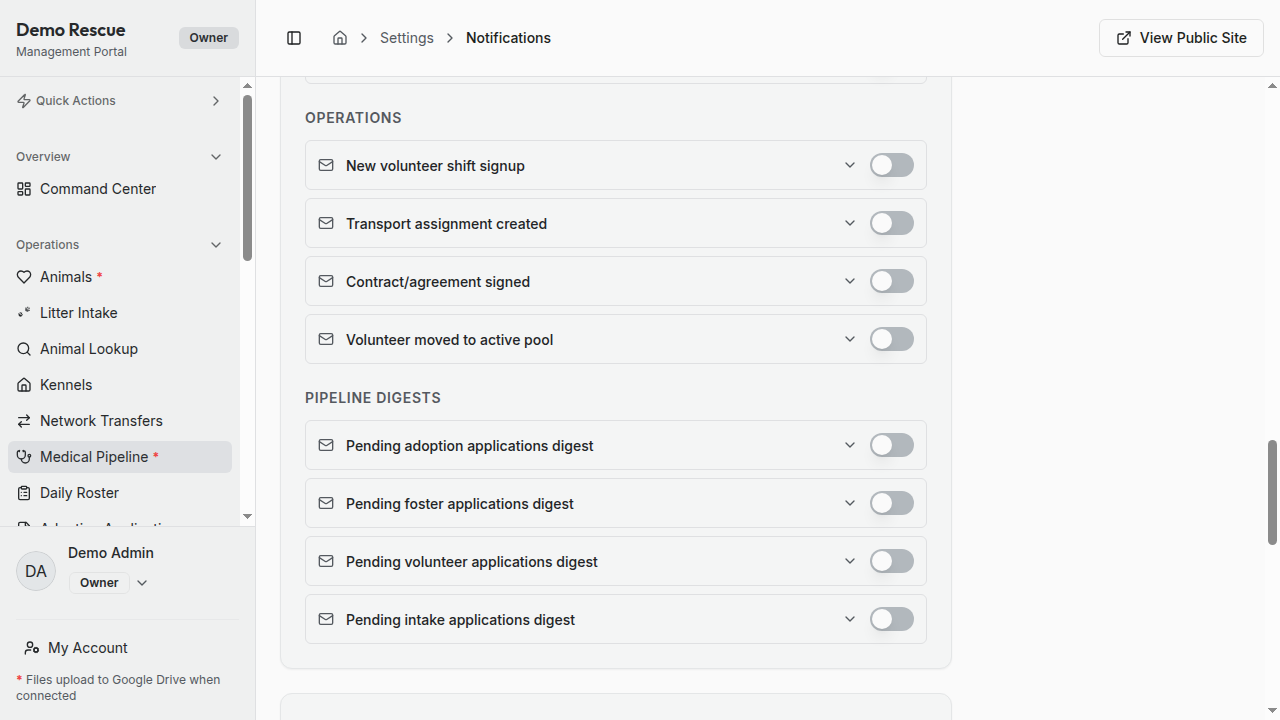 Demo Rescue
Management Portal
Owner
Settings
Notifications
View Public Site
Quick Actions
Overview
Command Center
Operations
Animals *
Litter Intake
Animal Lookup
Kennels
Network Transfers
Medical Pipeline *
Daily Roster
DA
Demo Admin
Owner
My Account
* Files upload to Google Drive when
connected
OPERATIONS
New volunteer shift signup
Transport assignment created
Contract/agreement signed
Volunteer moved to active pool
PIPELINE DIGESTS
Pending adoption applications digest
Pending foster applications digest
Pending volunteer applications digest
Pending intake applications digest